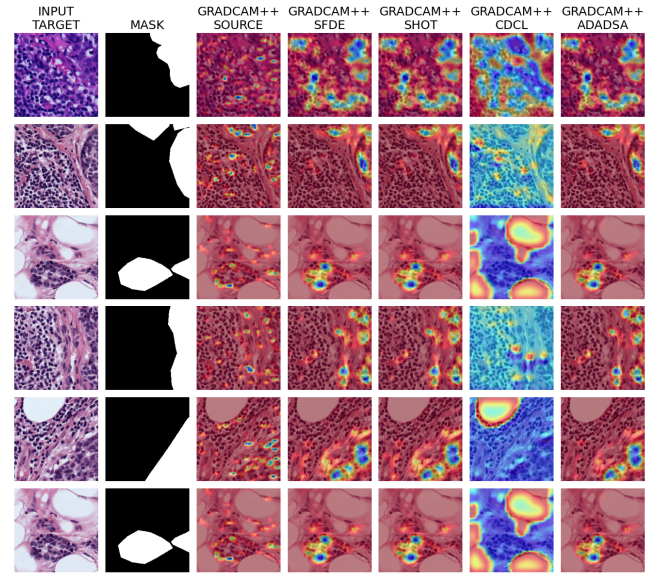 INPUT
TARGET
MASK
GRADCAM++
SOURCE
GRADCAM++
SFDE
GRADCAM++
SHOT
GRADCAM++
CDCL
GRADCAM++
ADADSA